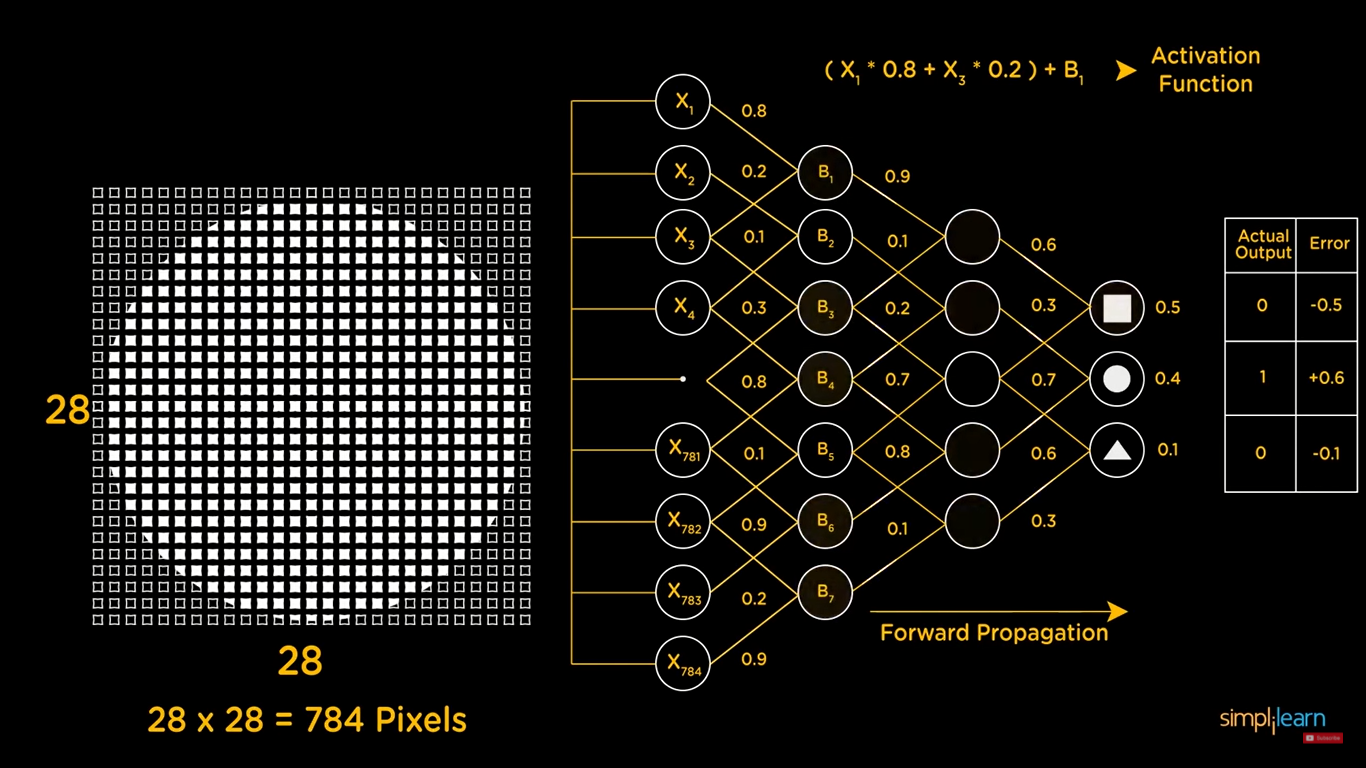 ( X1 * 0.8 + X3 * 0.2 ) + B1
Activation
Function
28
28
28 x 28 = 784 Pixels
X1
X2
X3
X4
X781
X782
X783
X784
0.8
0.2
0.1
0.3
0.8
0.1
0.9
0.2
0.9
B1
B2
B3
B4
B5
B6
B7
0.9
0.1
0.2
0.7
0.8
0.1
0.6
0.3
0.7
0.6
0.3
0.5
0.4
0.1
Forward Propagation
Actual Output Error
0 -0.5
1 +0.6
0 -0.1
simplilearn
Subscribe